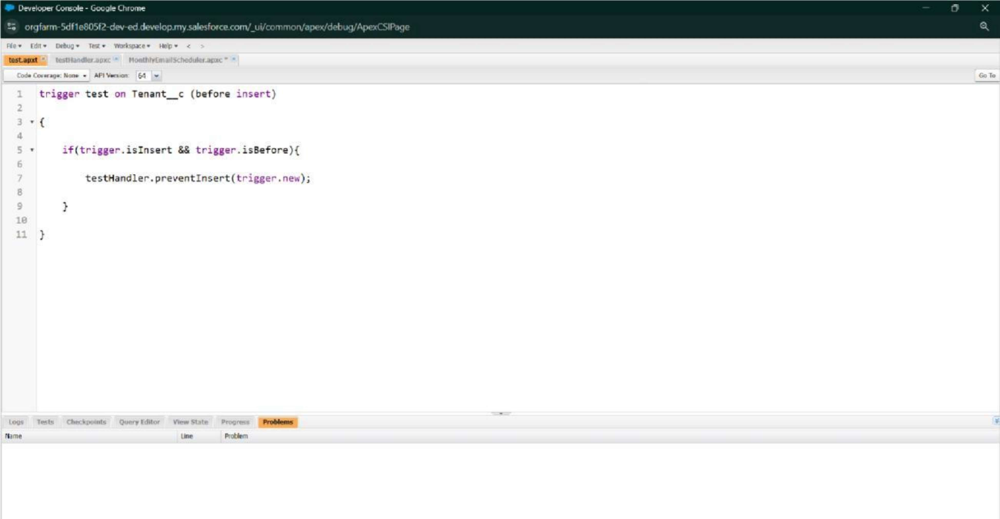 Developer Console - Google Chrome
orgfarm-5df1e805f2-dev-ed.develop.my.salesforce.com/_ui/common/apex/debug/ApexCSIPage
File Edit Debug Test Workspace Help < >
test.apxt testHandler.apxc MonthlyEmailScheduler.apxc *
Code Coverage: None API Version: 64 Go To
1 trigger test on Tenant__c (before insert)
2
3 {
4
5 if(trigger.isInsert && trigger.isBefore){
6
7 testHandler.preventInsert(trigger.new);
8
9 }
10
11 }
Logs Tests Checkpoints Query Editor View State Progress Problems
Name Line Problem